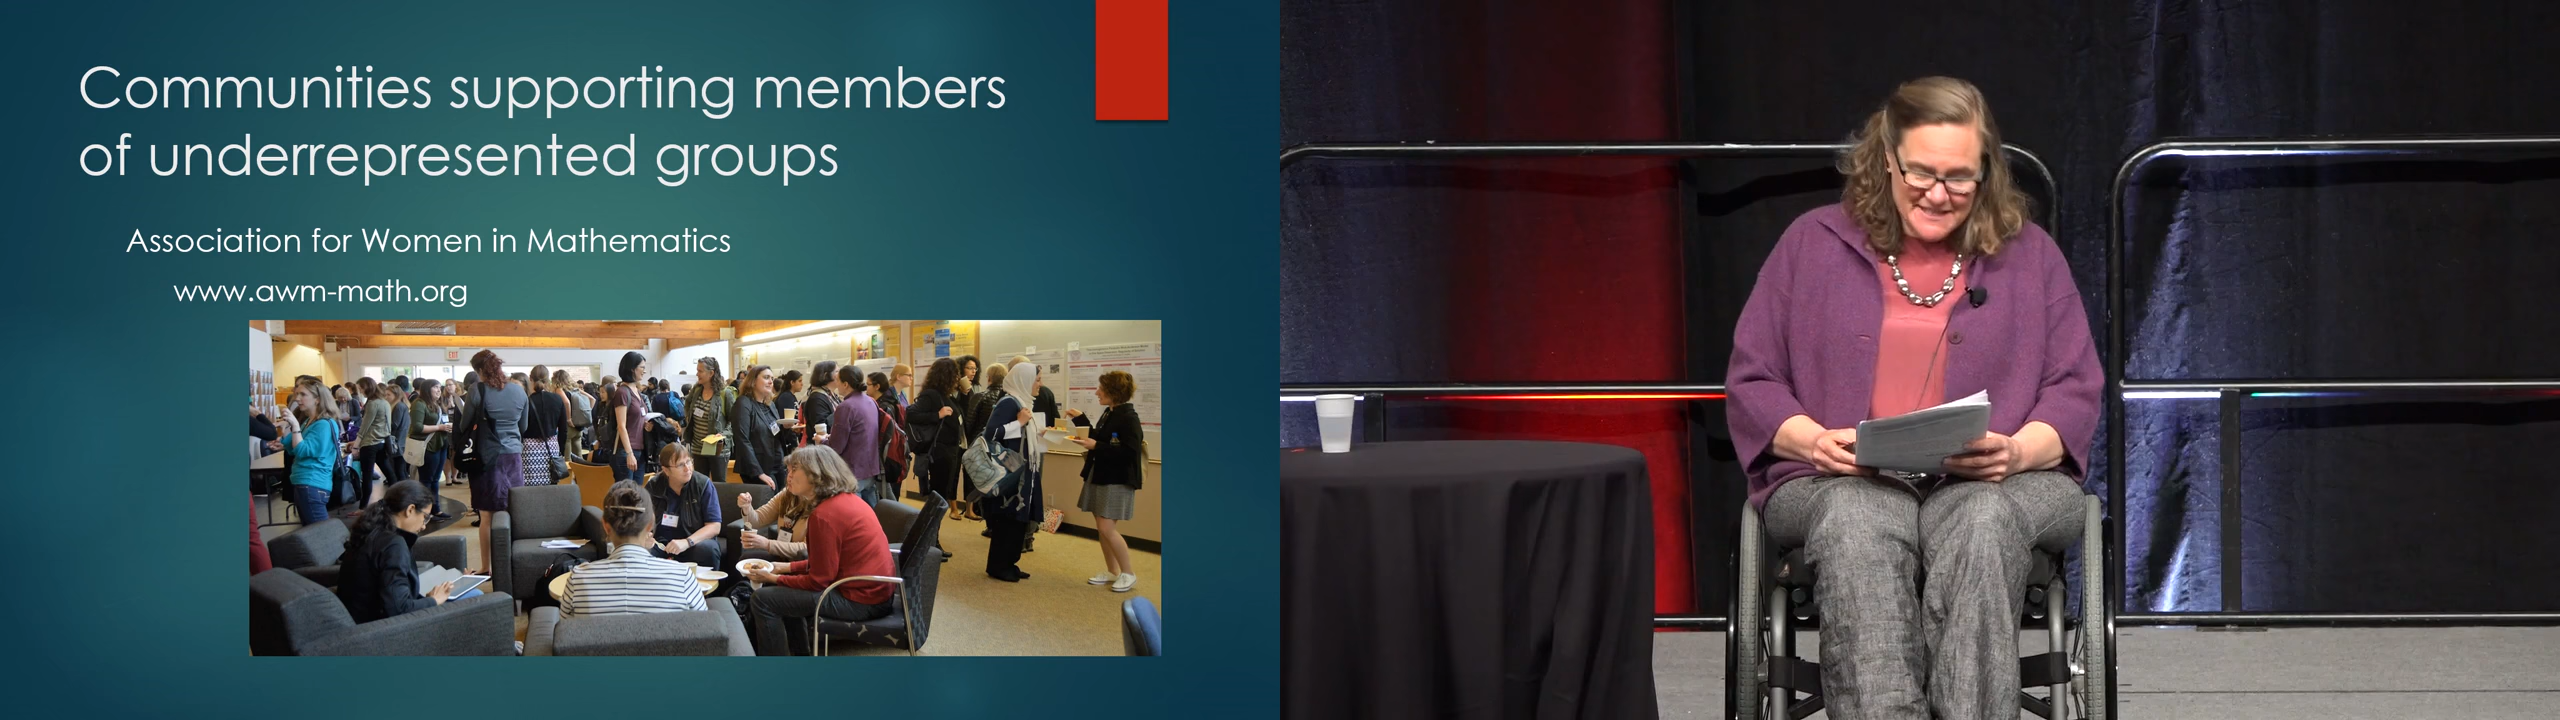 Communities supporting members
of underrepresented groups
Association for Women in Mathematics
www.awm-math.org